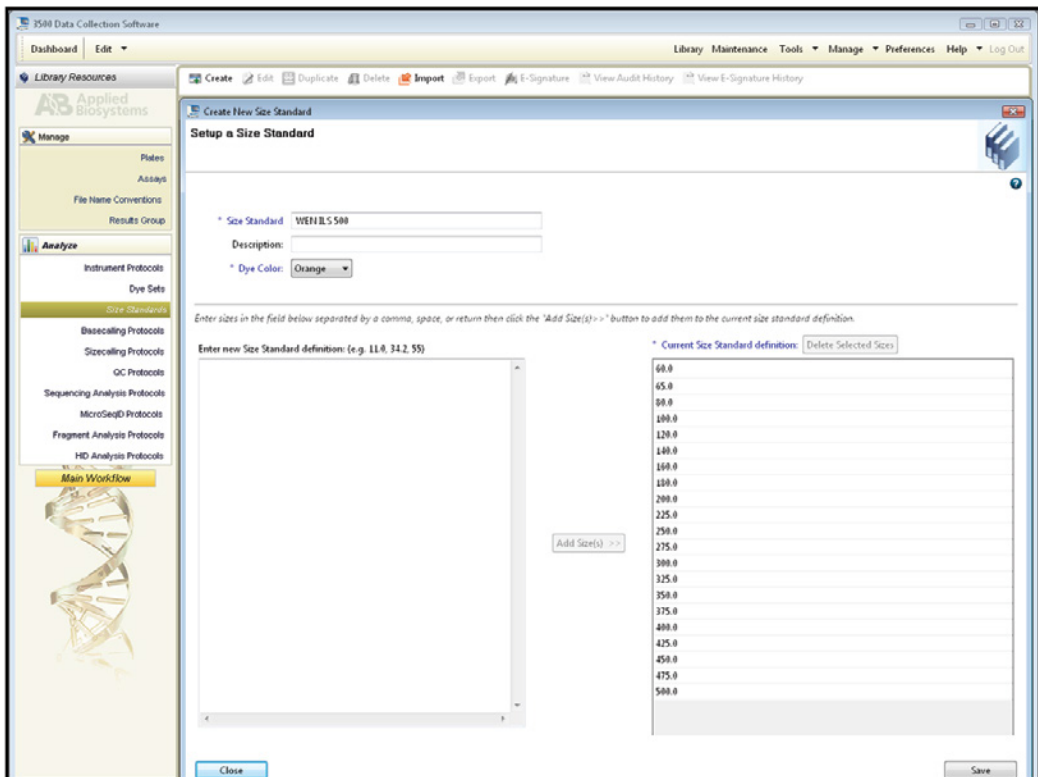 3500 Data Collection Software
Dashboard Edit Library Maintenance Tools Manage Preferences Help Log Out
Library Resources
Create Edit Duplicate Delete Import Export E-Signature View Audit History View E-Signature History
AB Applied Biosystems
Create New Size Standard
Setup a Size Standard
Manage
Plates
Assays
File Name Conventions
Results Group
Analyze
Instrument Protocols
Dye Sets
Size Standards
Basecalling Protocols
Sizecalling Protocols
QC Protocols
Sequencing Analysis Protocols
MicroSeqID Protocols
Fragment Analysis Protocols
HID Analysis Protocols
Main Workflow
* Size Standard WEN ILS 500
Description:
* Dye Color: Orange
Enter sizes in the field below separated by a comma, space, or return then click the 'Add Size(s)>>' button to add them to the current size standard definition.
Enter new Size Standard definition: (e.g. 11.0, 34.2, 55)
Add Size(s) >>
* Current Size Standard definition: Delete Selected Sizes
60.0
65.0
80.0
100.0
120.0
140.0
160.0
180.0
200.0
225.0
250.0
275.0
300.0
325.0
350.0
375.0
400.0
425.0
450.0
475.0
500.0
Close Save